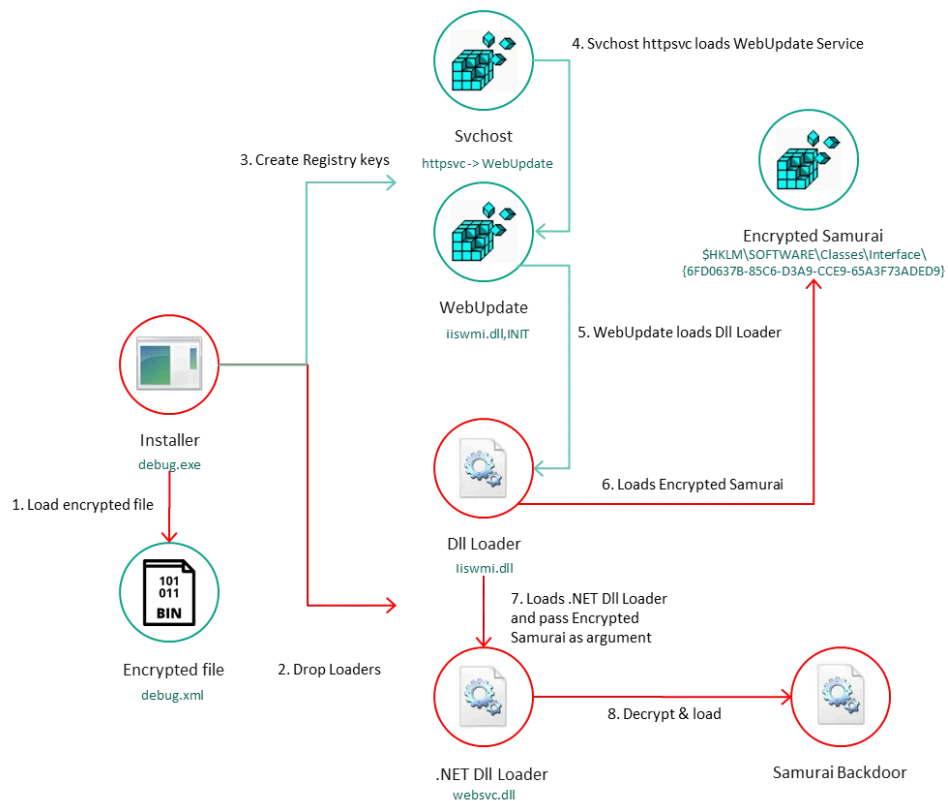 4. Svchost httpsvc loads WebUpdate Service
Svchost
httpsvc -> WebUpdate
3. Create Registry keys
Encrypted Samurai
$HKLM\SOFTWARE\Classes\Interface\
{6FD0637B-85C6-D3A9-CCE9-65A3F73ADED9}
WebUpdate
iiswmi.dll,INIT
5. WebUpdate loads Dll Loader
Installer
debug.exe
6. Loads Encrypted Samurai
1. Load encrypted file
Dll Loader
Iiswmi.dll
101
011
BIN
7. Loads .NET Dll Loader
and pass Encrypted
Samurai as argument
Encrypted file
debug.xml
2. Drop Loaders
8. Decrypt & load
.NET Dll Loader
websvc.dll
Samurai Backdoor